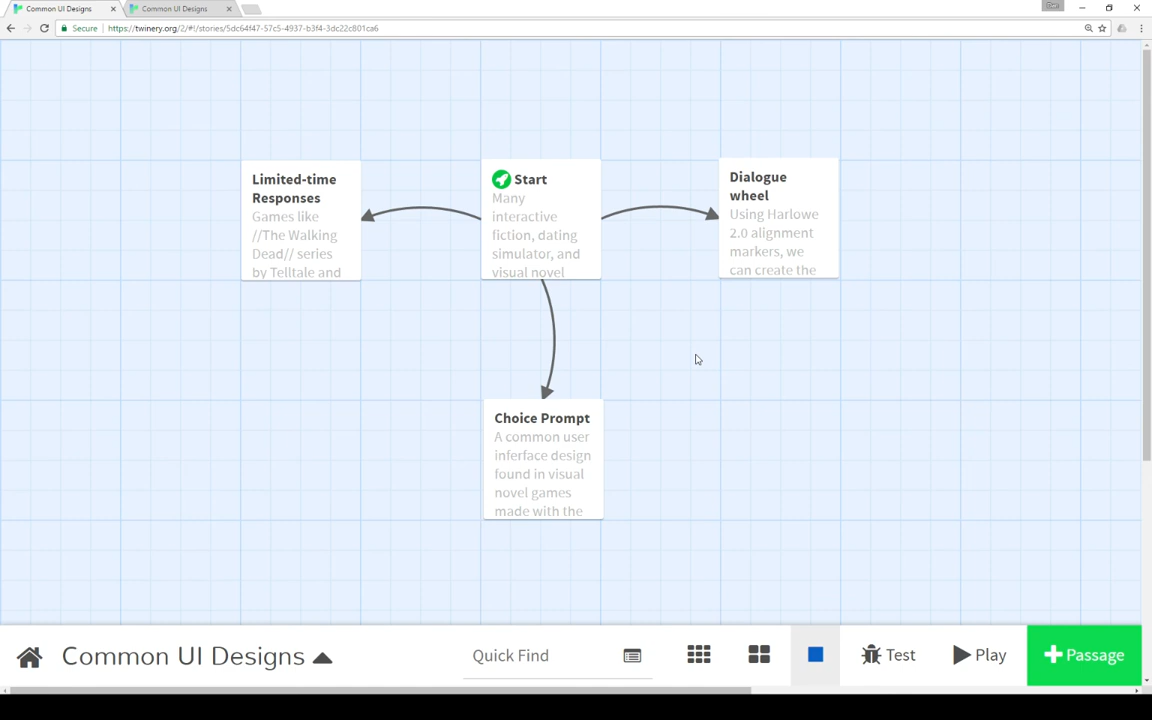 Common UI Designs
Common UI Designs
Secure
https://twinery.org/2/#!/stories/5dc64f47-57c5-4937-b3f4-3dc22c801ca6
Limited-time
Responses
Games like
//The Walking
Dead// series
by Telltale and
Start
Many
interactive
fiction, dating
simulator, and
visual novel
Dialogue
wheel
Using Harlowe
2.0 alignment
markers, we
can create the
Choice Prompt
A common user
inferface design
found in visual
novel games
made with the
Common UI Designs
Quick Find
Test
Play
Passage